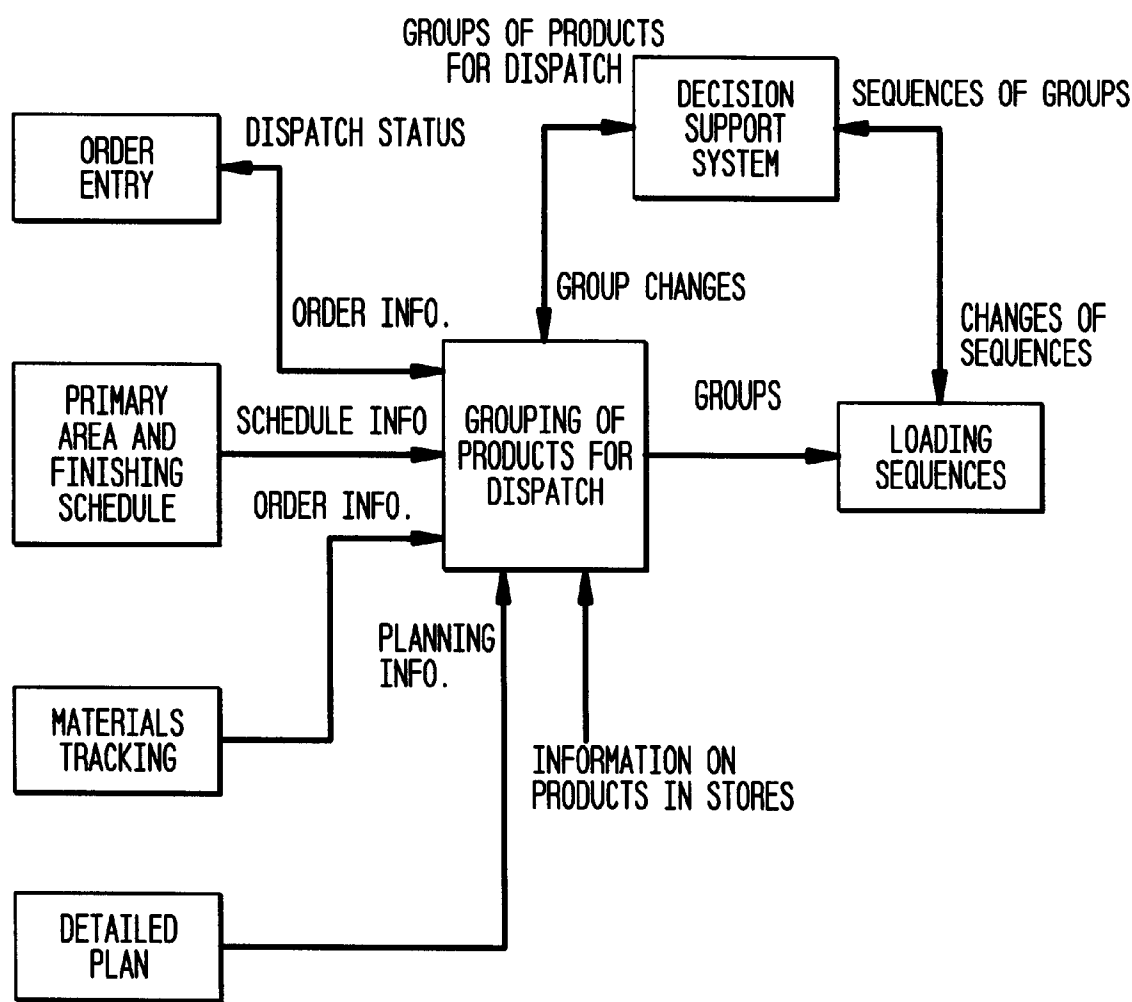 GROUPS OF PRODUCTS
FOR DISPATCH
DECISION
SUPPORT
SYSTEM
SEQUENCES OF GROUPS
ORDER
ENTRY
DISPATCH STATUS
GROUP CHANGES
ORDER INFO.
CHANGES OF
SEQUENCES
PRIMARY
AREA AND
FINISHING
SCHEDULE
SCHEDULE INFO
GROUPING OF
PRODUCTS FOR
DISPATCH
GROUPS
LOADING
SEQUENCES
ORDER INFO.
PLANNING
INFO.
MATERIALS
TRACKING
INFORMATION ON
PRODUCTS IN STORES
DETAILED
PLAN